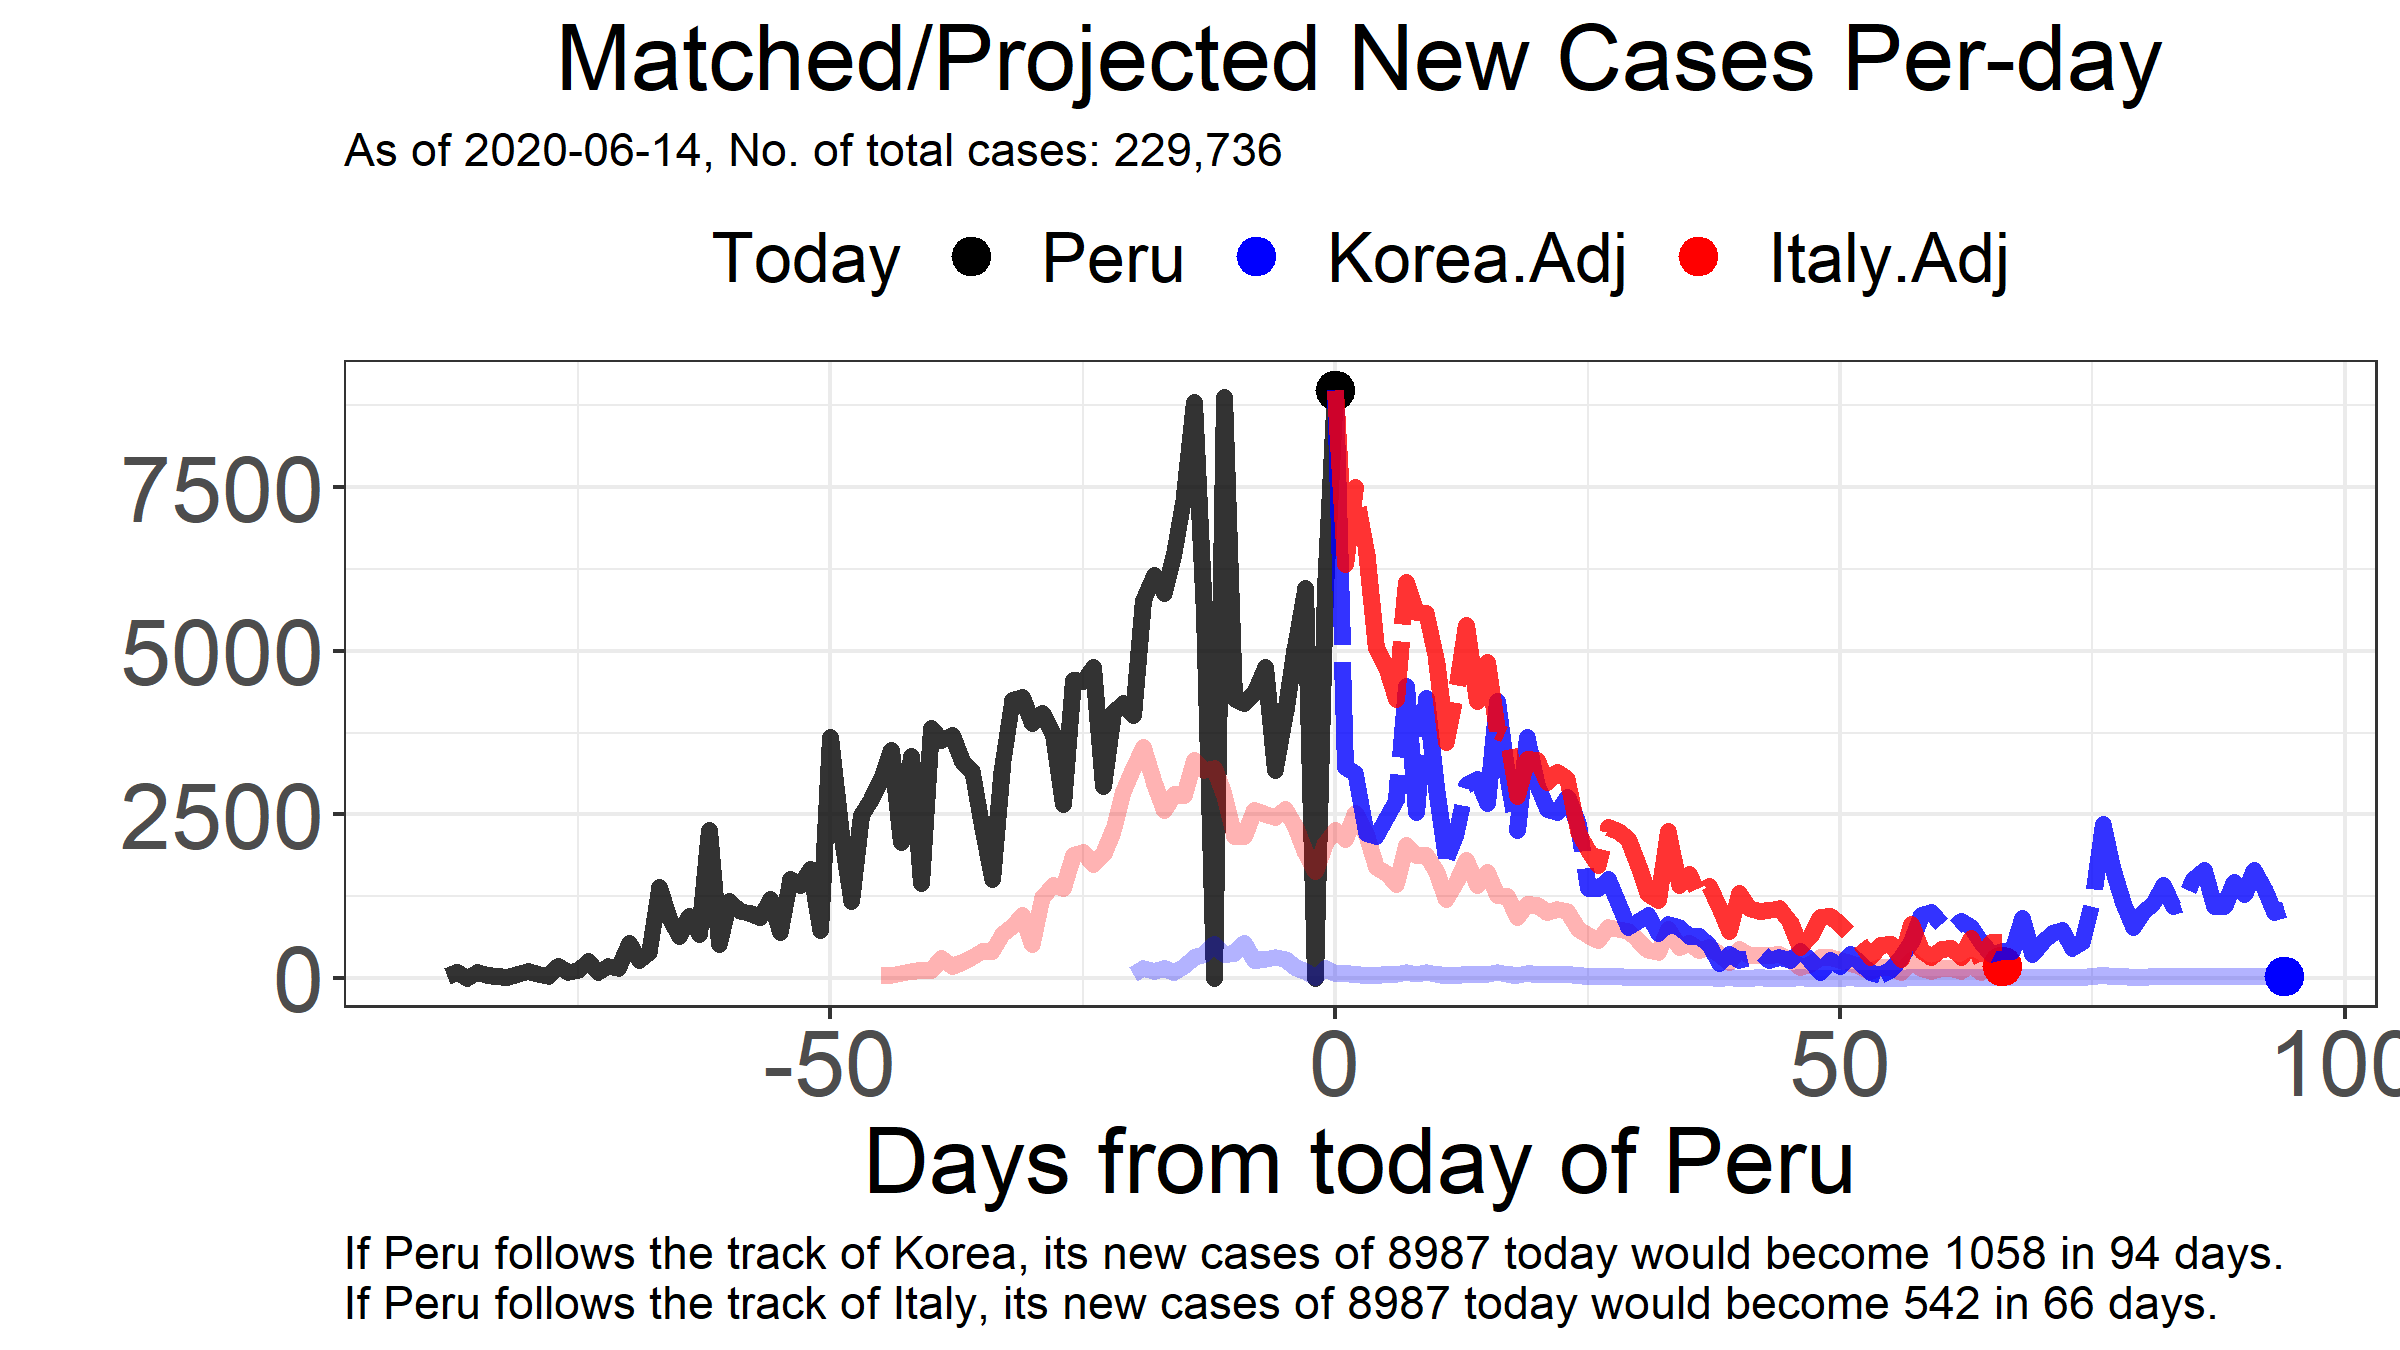 Matched/Projected New Cases Per-day
As of 2020-06-14, No. of total cases: 229,736
Today Peru Korea.Adj Italy.Adj
7500
5000
2500
0
-50 0 50 100
Days from today of Peru
If Peru follows the track of Korea, its new cases of 8987 today would become 1058 in 94 days.
If Peru follows the track of Italy, its new cases of 8987 today would become 542 in 66 days.